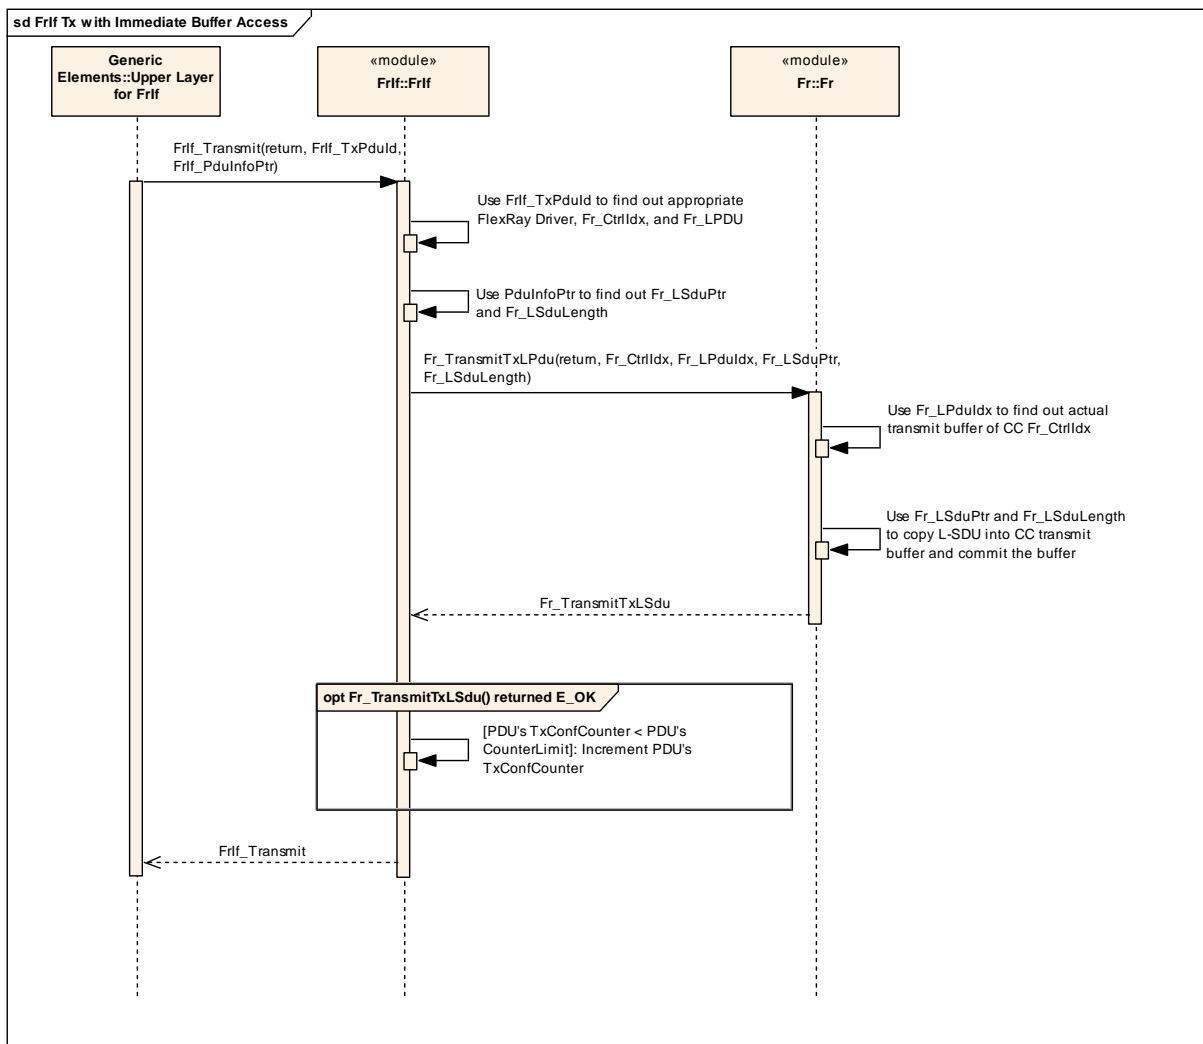 sd FrIf Tx with Immediate Buffer Access
Generic
Elements::Upper Layer
for FrIf
«module»
FrIf::FrIf
«module»
Fr::Fr
FrIf_Transmit(return, FrIf_TxPduId,
FrIf_PduInfoPtr)
Use FrIf_TxPduId to find out appropriate
FlexRay Driver, Fr_CtrlIdx, and Fr_LPDU
Use PduInfoPtr to find out Fr_LSduPtr
and Fr_LSduLength
Fr_TransmitTxLPdu(return, Fr_CtrlIdx, Fr_LPduIdx, Fr_LSduPtr,
Fr_LSduLength)
Use Fr_LPduIdx to find out actual
transmit buffer of CC Fr_CtrlIdx
Use Fr_LSduPtr and Fr_LSduLength
to copy L-SDU into CC transmit
buffer and commit the buffer
Fr_TransmitTxLSdu
opt Fr_TransmitTxLSdu() returned E_OK
[PDU's TxConfCounter < PDU's
CounterLimit]: Increment PDU's
TxConfCounter
FrIf_Transmit